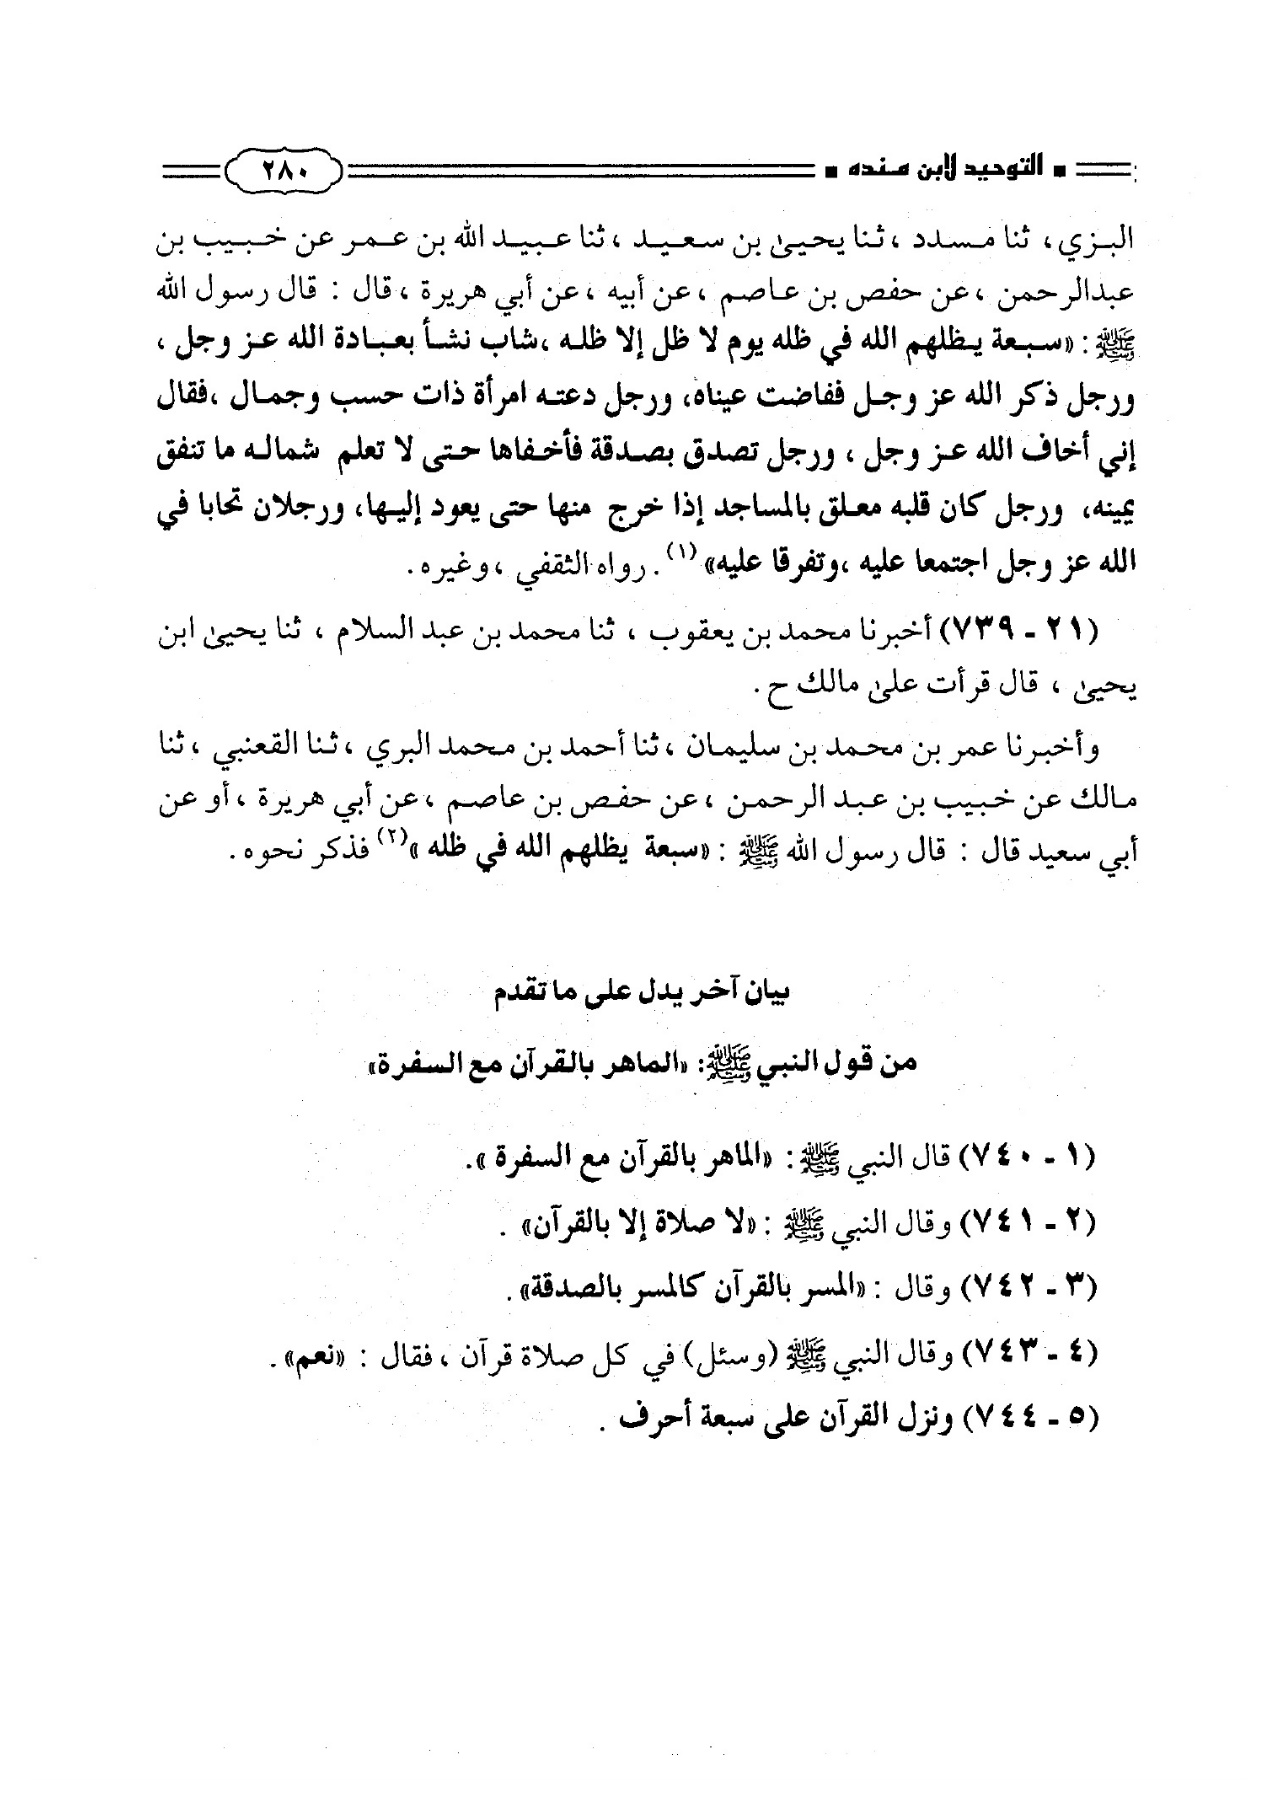 ■ التوحيد لابن منده ■ ٢٨٠
البزي، ثنا مسدد ، ثنا يحيىٰ بن سعيد ، ثنا عبيد الله بن عمر عن خبيب بن
عبدالرحمن ، عن حفص بن عاصم ، عن أبيه ، عن أبي هريرة ، قال : قال رسول الله
ﷺ : «سبعة يظلهم الله في ظله يوم لا ظل إلا ظله ، شاب نشأ بعبادة الله عز وجل ،
ورجل ذكر الله عز وجل ففاضت عيناه، ورجل دعته امرأة ذات حسب وجمال ، فقال
إني أخاف الله عز وجل ، ورجل تصدق بصدقة فأخفاها حتى لا تعلم شماله ما تنفق
يمينه، ورجل كان قلبه معلق بالمساجد إذا خرج منها حتى يعود إليها، ورجلان تحابا في
الله عز وجل اجتمعا عليه ، وتفرقا عليه»(١). رواه الثقفي ، وغيره.
(٢١ - ٧٣٩) أخبرنا محمد بن يعقوب ، ثنا محمد بن عبد السلام ، ثنا يحيىٰ ابن
يحيىٰ ، قال قرأت علىٰ مالك ح .
وأخبرنا عمر بن محمد بن سليمان ، ثنا أحمد بن محمد البري ، ثنا القعنبي ، ثنا
مالك عن خبيب بن عبد الرحمن ، عن حفص بن عاصم ، عن أبي هريرة ، أو عن
أبي سعيد قال : قال رسول الله ﷺ : «سبعة يظلهم الله في ظله »(٢) فذكر نحوه .
بيان آخر يدل على ما تقدم
من قول النبي ﷺ: «الماهر بالقرآن مع السفرة»
(١ - ٧٤٠) قال النبي ﷺ: «الماهر بالقرآن مع السفرة ».
(٢ - ٧٤١) وقال النبي ﷺ : «لا صلاة إلا بالقرآن» .
(٣ - ٧٤٢) وقال : «المسر بالقرآن كالمسر بالصدقة».
(٤ - ٧٤٣) وقال النبي ﷺ (وسئل) في كل صلاة قرآن ، فقال : «نعم».
(٥ - ٧٤٤) ونزل القرآن على سبعة أحرف .